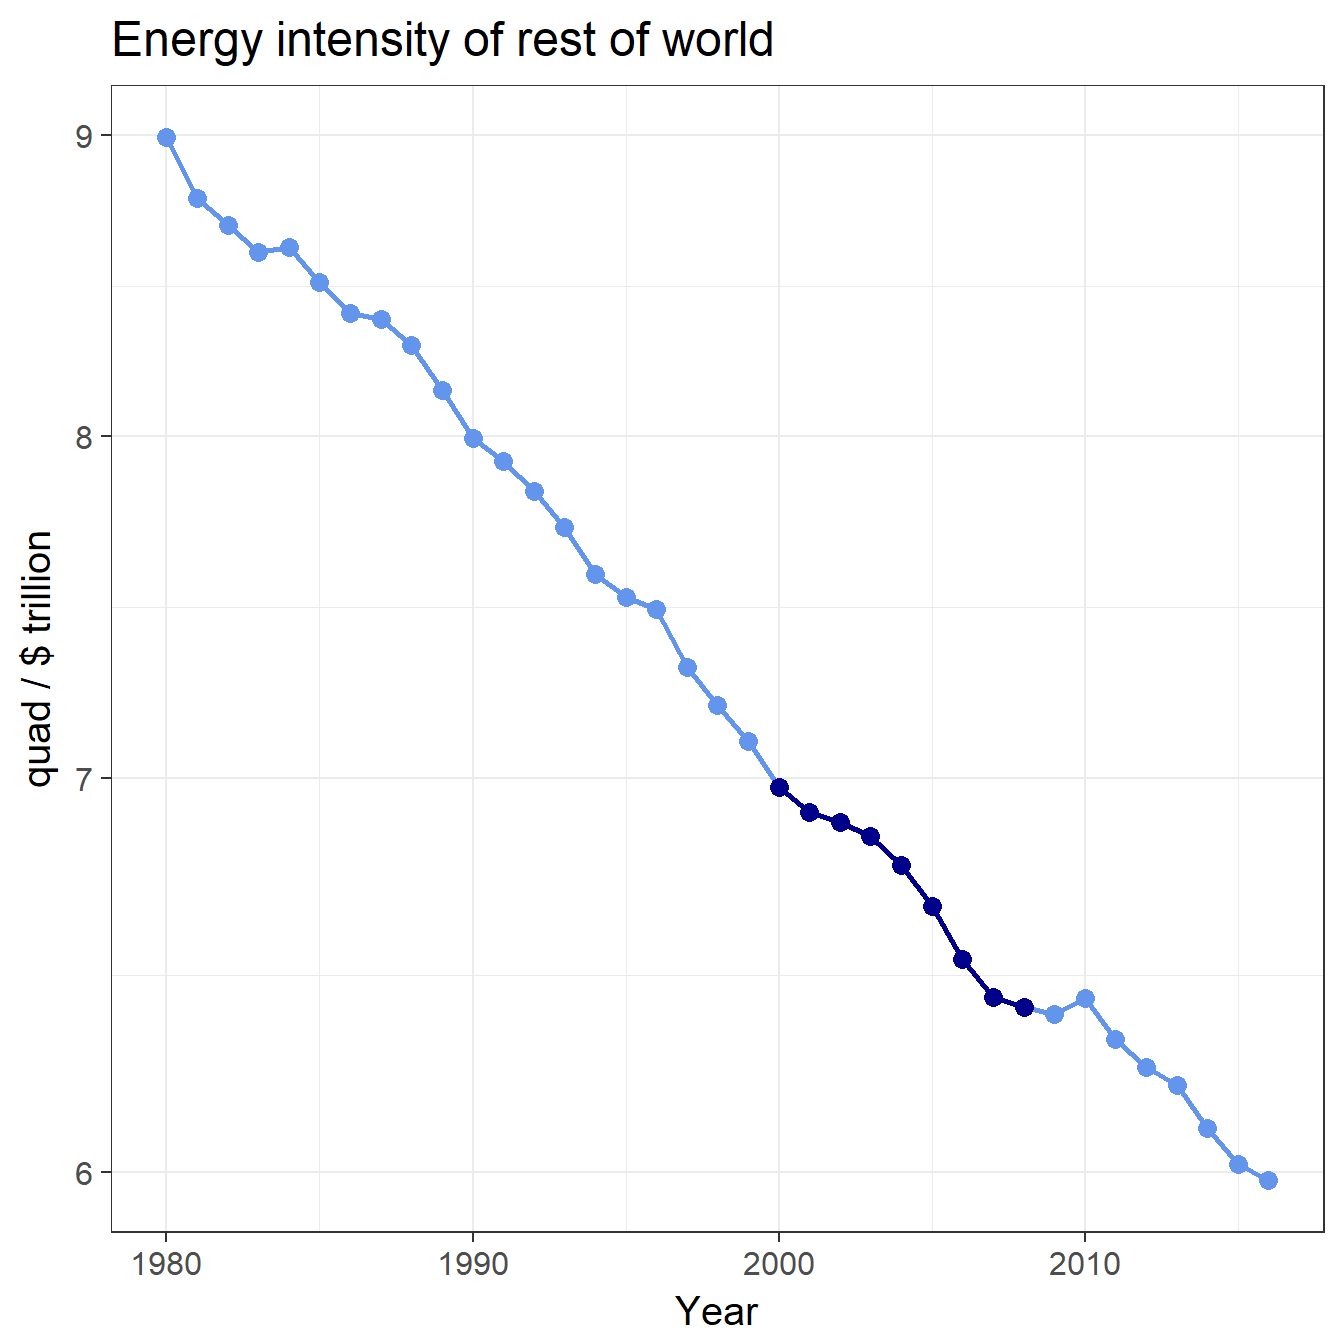 Energy intensity of rest of world
9
8
7
6
quad / $ trillion
1980 1990 2000 2010
Year